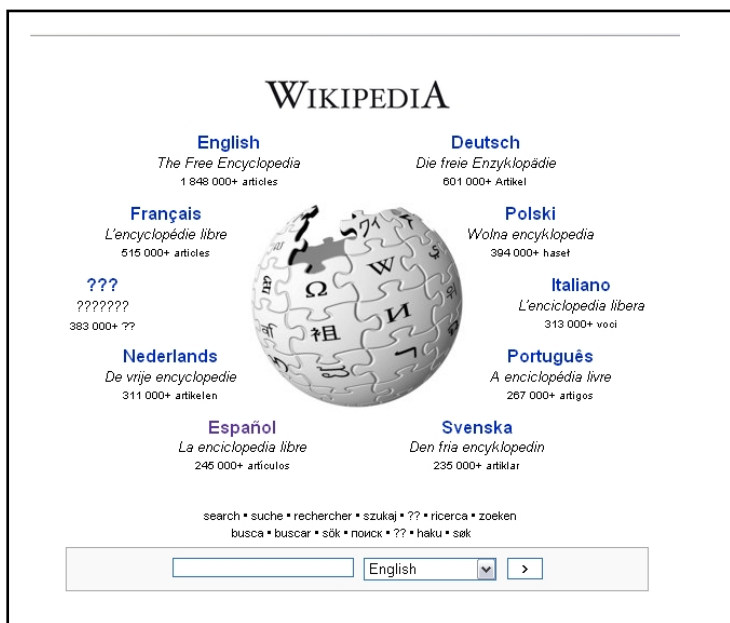 WIKIPEDIA
English
The Free Encyclopedia
1 848 000+ articles
Deutsch
Die freie Enzyklopädie
601 000+ Artikel
Français
L'encyclopédie libre
515 000+ articles
Polski
Wolna encyklopedia
394 000+ haseł
???
???????
383 000+ ??
Italiano
L'enciclopedia libera
313 000+ voci
Nederlands
De vrije encyclopedie
311 000+ artikelen
Português
A enciclopédia livre
267 000+ artigos
Español
La enciclopedia libre
245 000+ artículos
Svenska
Den fria encyklopedin
235 000+ artiklar
Ω
W
И
祖
search ▪ suche ▪ rechercher ▪ szukaj ▪ ?? ▪ ricerca ▪ zoeken
busca ▪ buscar ▪ sök ▪ поиск ▪ ?? ▪ haku ▪ søk
English
>